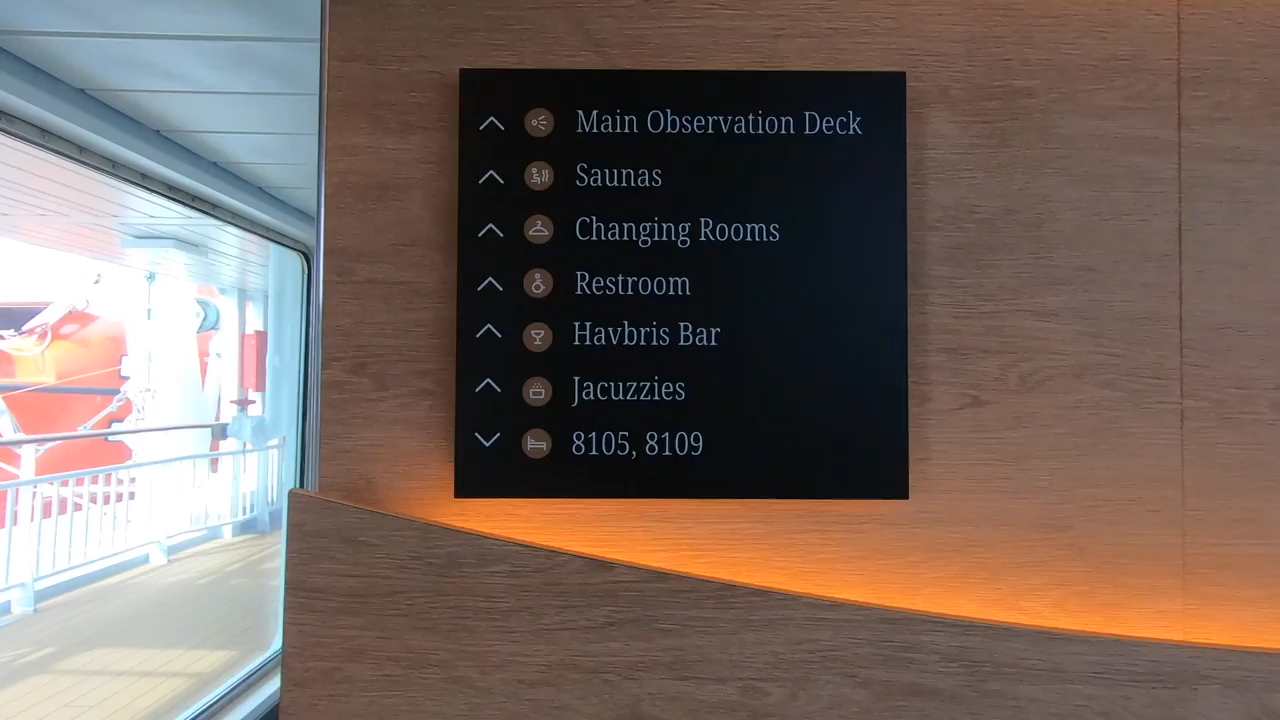 Main Observation Deck
Saunas
Changing Rooms
Restroom
Havbris Bar
Jacuzzies
8105, 8109